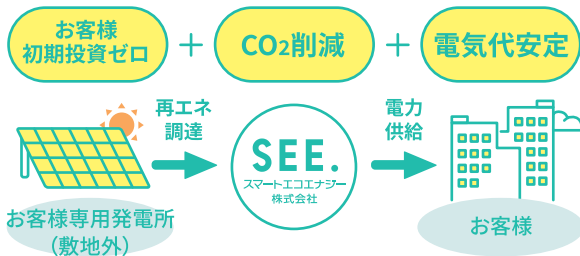 お客様
初期投資ゼロ
+
CO2削減
+
電気代安定
再エネ
調達
電力
供給
SEE.
スマートエコエナジー
株式会社
お客様専用発電所
(敷地外)
お客様